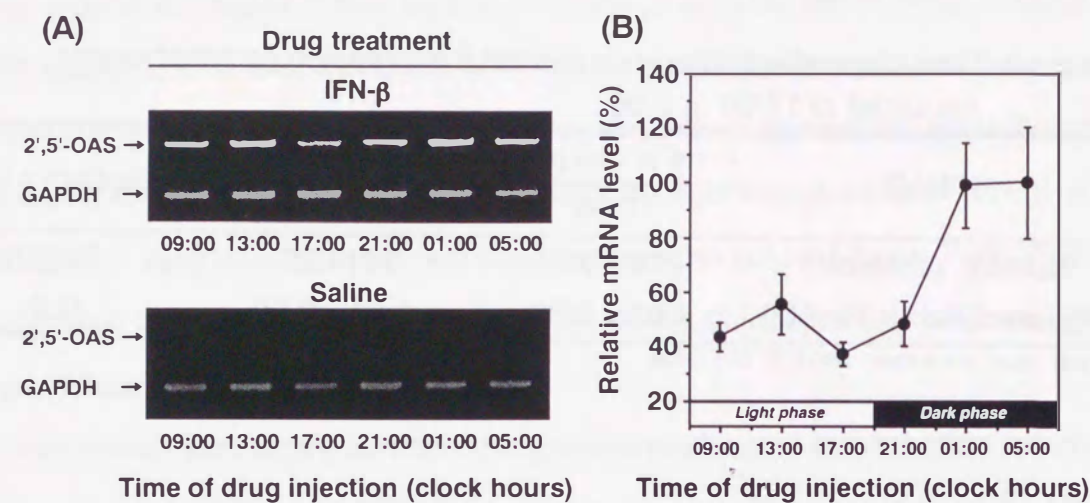 (A)
Drug treatment
IFN-β
2',5'-OAS →
GAPDH →
09:00 13:00 17:00 21:00 01:00 05:00
Saline
2',5'-OAS →
GAPDH →
09:00 13:00 17:00 21:00 01:00 05:00
Time of drug injection (clock hours)
(B)
Relative mRNA level (%)
140
120
100
80
60
40
20
Light phase Dark phase
09:00 13:00 17:00 21:00 01:00 05:00
Time of drug injection (clock hours)